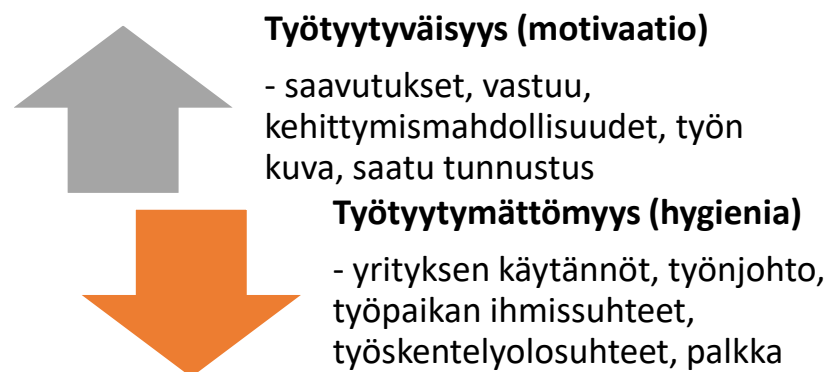 Työtyytyväisyys (motivaatio)
- saavutukset, vastuu,
kehittymismahdollisuudet, työn
kuva, saatu tunnustus
Työtyytymättömyys (hygienia)
- yrityksen käytännöt, työnjohto,
työpaikan ihmissuhteet,
työskentelyolosuhteet, palkka